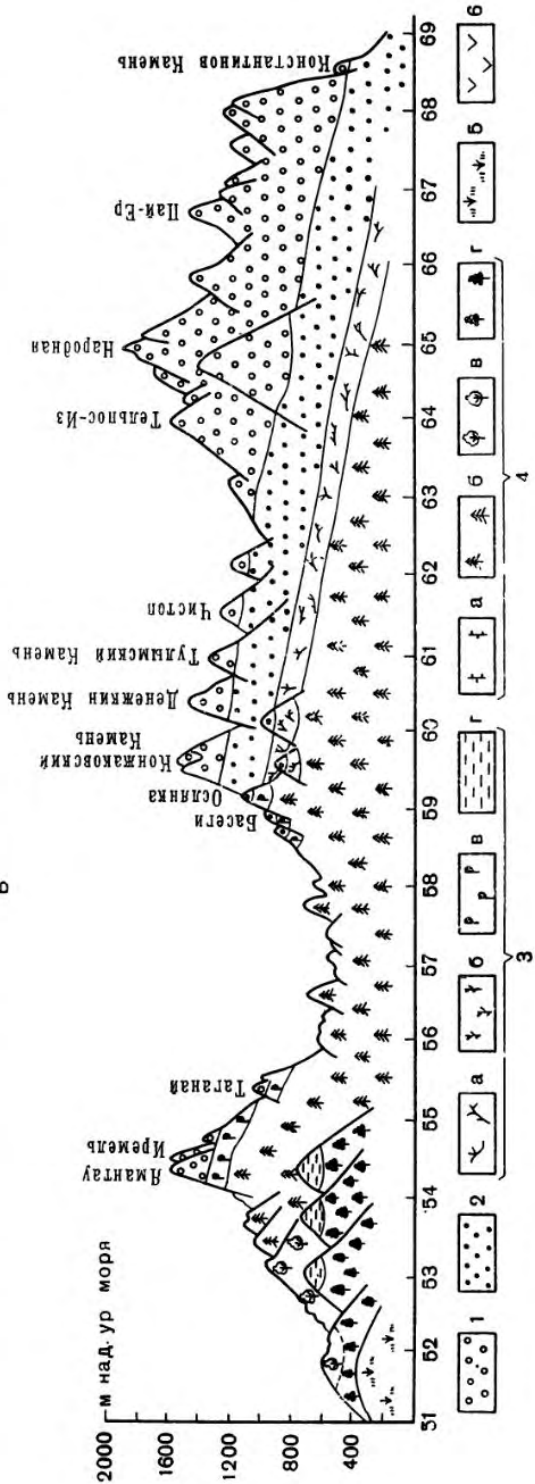 В
м над. ур моря
2000
1600
1200
800
400
Ямантау
Иремель
Таганай
Басеги
Ослянка
Конжаковский
Камень
Денежкин Камень
Тулымский Камень
Чистоп
Тельпос-Из
Народная
Пай-Ер
Константинов Камень
51 52 53 54 55 56 57 58 59 60 61 62 63 64 65 66 67 68 69
1 2 а б в г а б в г 5 6
3 4